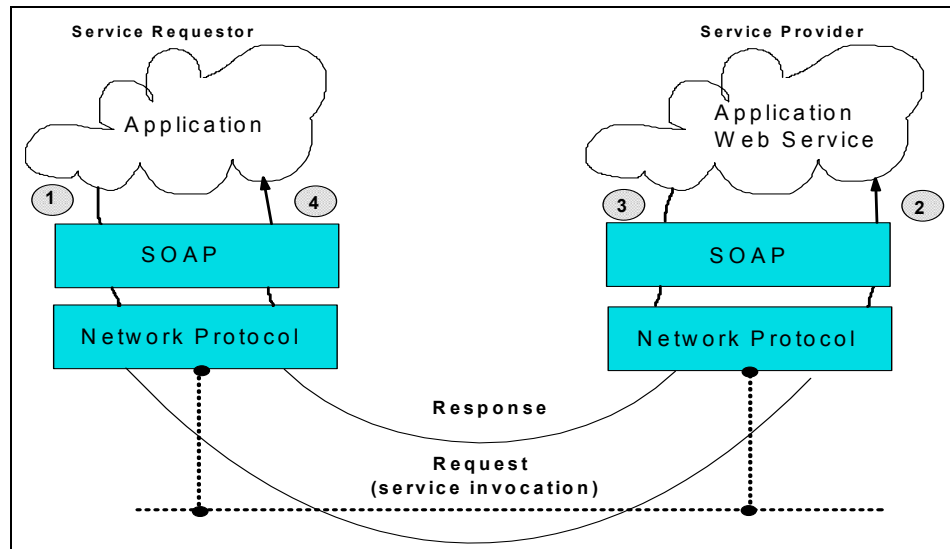 Service Requestor
Service Provider
Application
Application
Web Service
1
4
3
2
SOAP
SOAP
Network Protocol
Network Protocol
Response
Request
(service invocation)